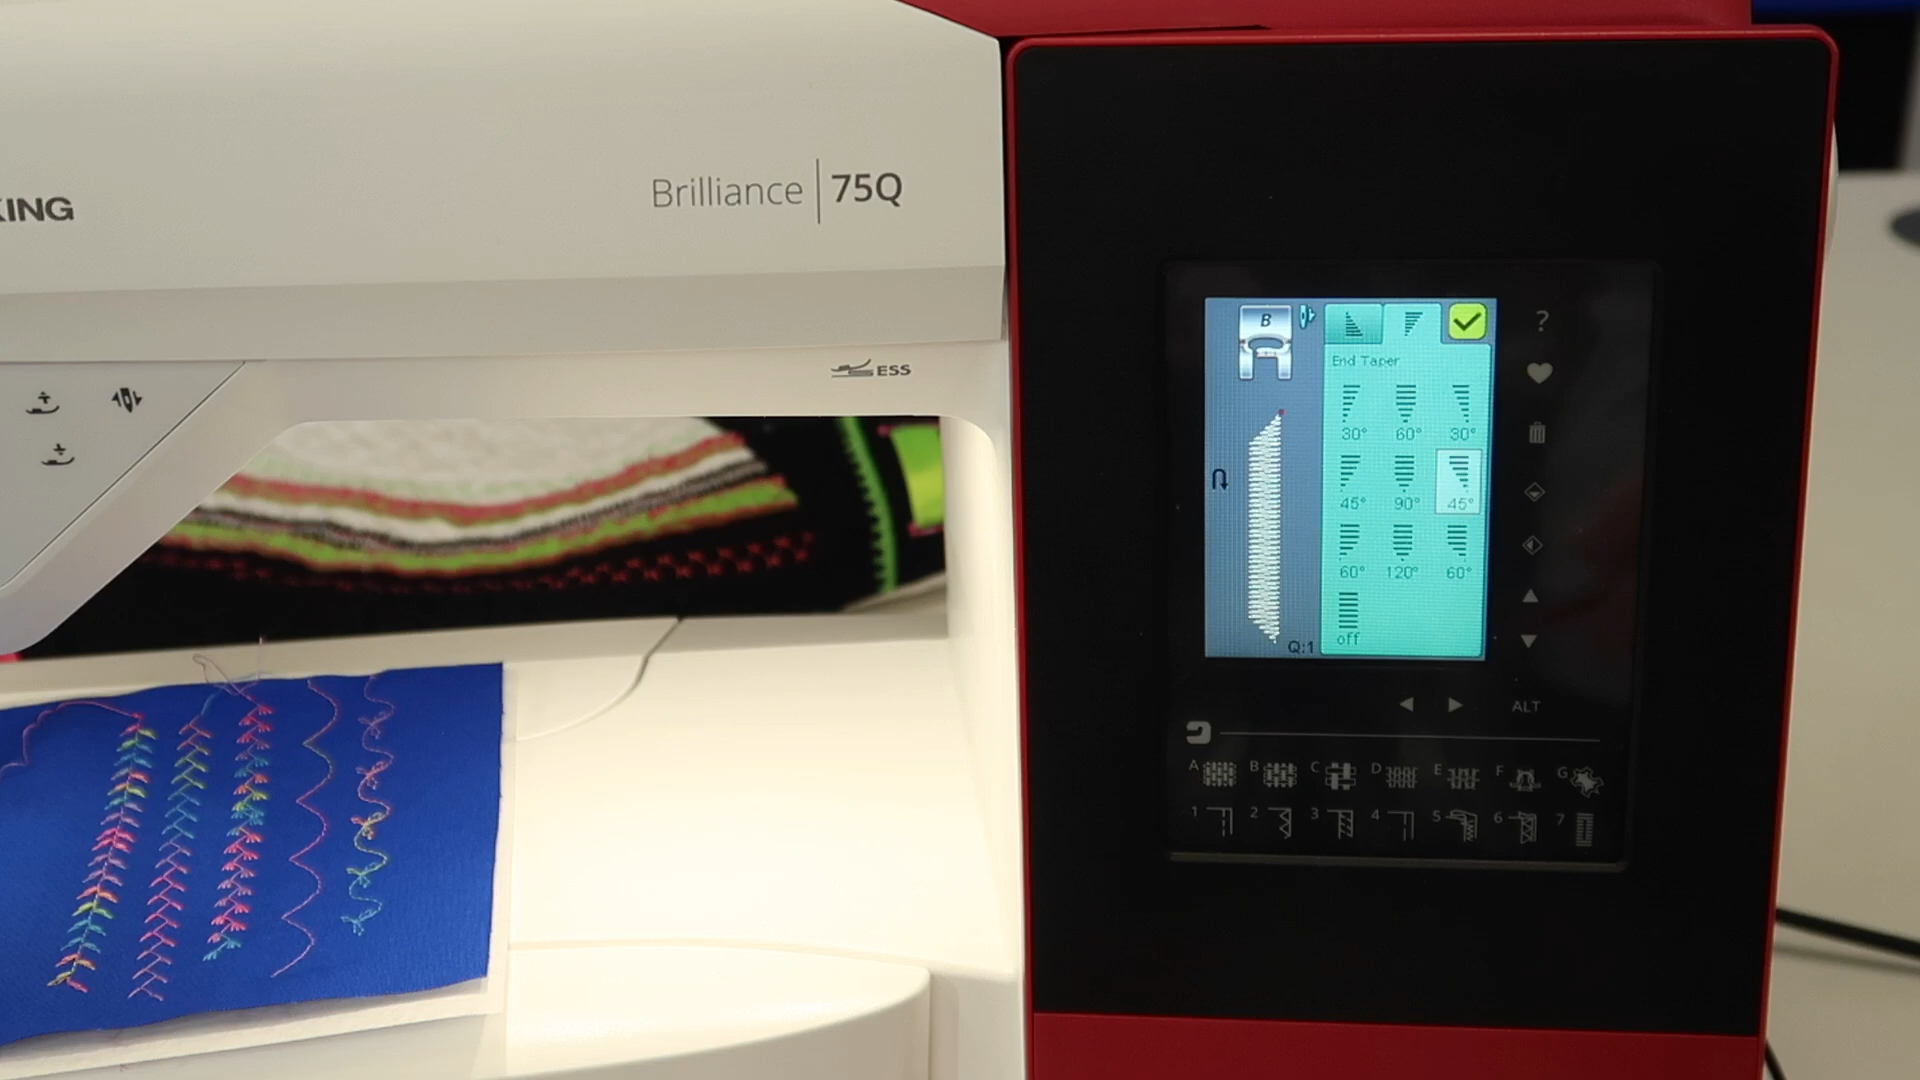 KING
Brilliance | 75Q
ESS
B
End Taper
30° 60° 30°
45° 90° 45°
60° 120° 60°
off
Q:1
?
ALT
A B C D E F G
1 2 3 4 5 6 7